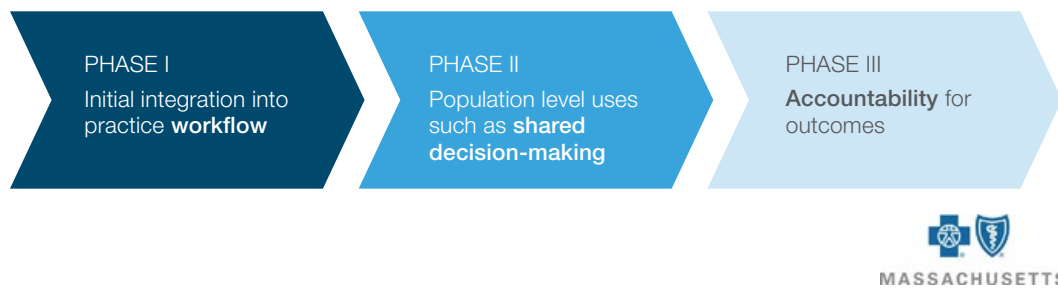 PHASE I
Initial integration into
practice workflow
PHASE II
Population level uses
such as shared
decision-making
PHASE III
Accountability for
outcomes
MASSACHUSETTS